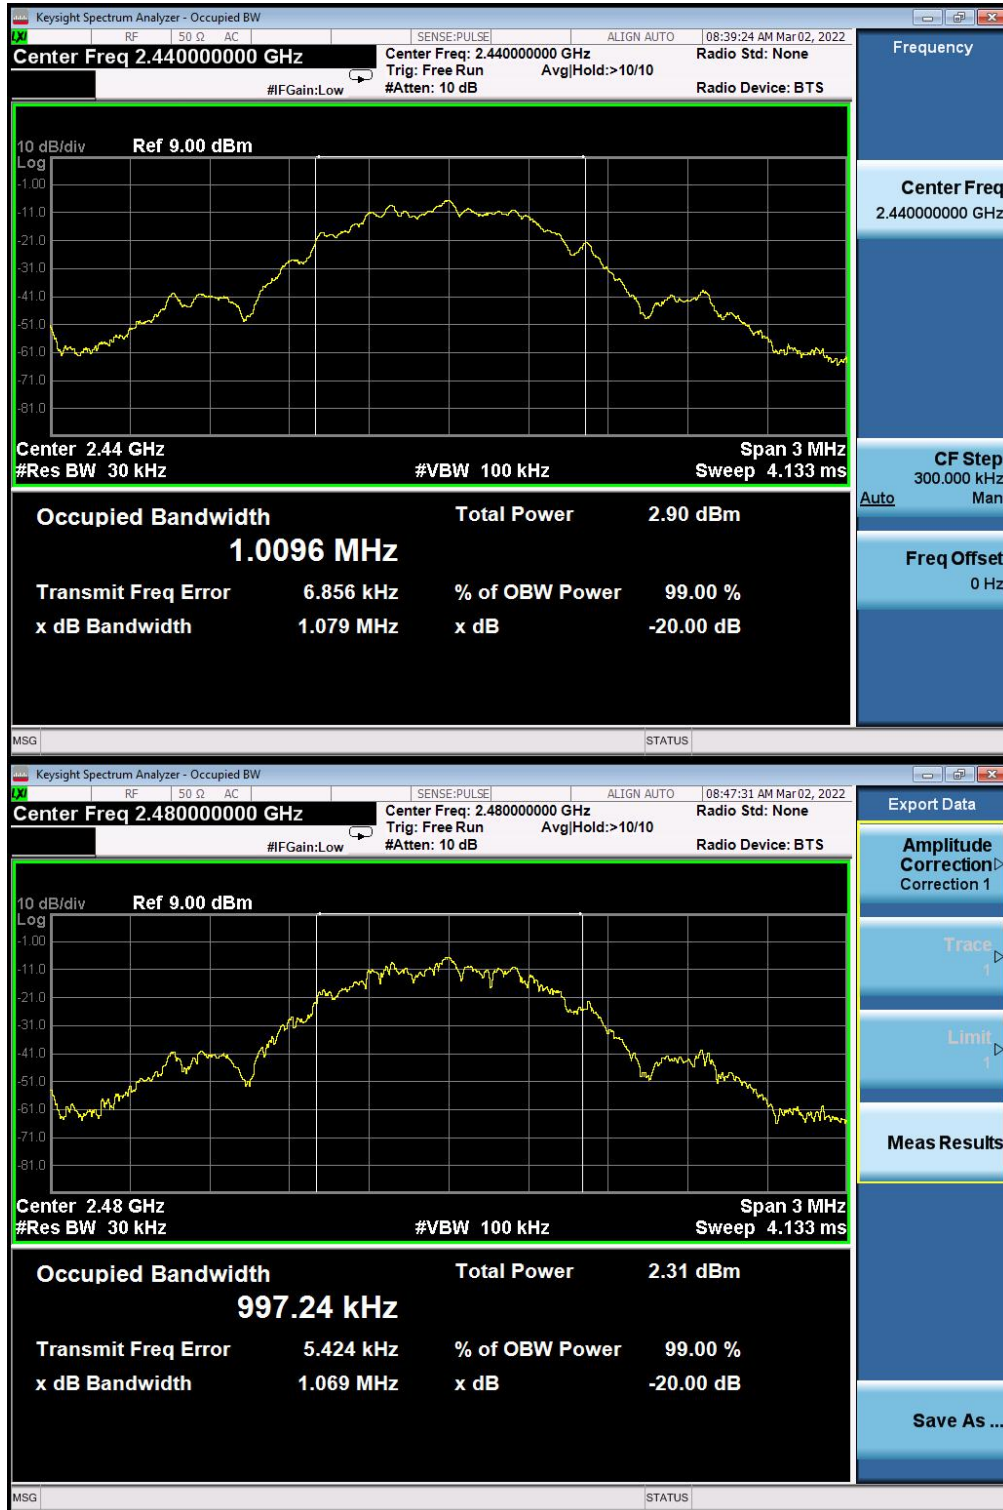 Keysight Spectrum Analyzer - Occupied BW
LXI RF 50 Ω AC SENSE:PULSE ALIGN AUTO 08:39:24 AM Mar 02, 2022
Center Freq 2.440000000 GHz
Center Freq: 2.440000000 GHz
Radio Std: None
Trig: Free Run Avg|Hold:>10/10
#IFGain:Low
#Atten: 10 dB
Radio Device: BTS
Frequency
Center Freq
2.440000000 GHz
CF Step
300.000 kHz
Auto Man
Freq Offset
0 Hz
10 dB/div Ref 9.00 dBm
Log
-1.00
-11.0
-21.0
-31.0
-41.0
-51.0
-61.0
-71.0
-81.0
Center 2.44 GHz Span 3 MHz
#Res BW 30 kHz #VBW 100 kHz Sweep 4.133 ms
Occupied Bandwidth Total Power 2.90 dBm
1.0096 MHz
Transmit Freq Error 6.856 kHz % of OBW Power 99.00 %
x dB Bandwidth 1.079 MHz x dB -20.00 dB
MSG STATUS
Keysight Spectrum Analyzer - Occupied BW
LXI RF 50 Ω AC SENSE:PULSE ALIGN AUTO 08:47:31 AM Mar 02, 2022
Center Freq 2.480000000 GHz
Center Freq: 2.480000000 GHz
Radio Std: None
Trig: Free Run Avg|Hold:>10/10
#IFGain:Low
#Atten: 10 dB
Radio Device: BTS
Export Data
Amplitude
Correction
Correction 1
Trace
1
Limit
1
Meas Results
Save As ...
10 dB/div Ref 9.00 dBm
Log
-1.00
-11.0
-21.0
-31.0
-41.0
-51.0
-61.0
-71.0
-81.0
Center 2.48 GHz Span 3 MHz
#Res BW 30 kHz #VBW 100 kHz Sweep 4.133 ms
Occupied Bandwidth Total Power 2.31 dBm
997.24 kHz
Transmit Freq Error 5.424 kHz % of OBW Power 99.00 %
x dB Bandwidth 1.069 MHz x dB -20.00 dB
MSG STATUS